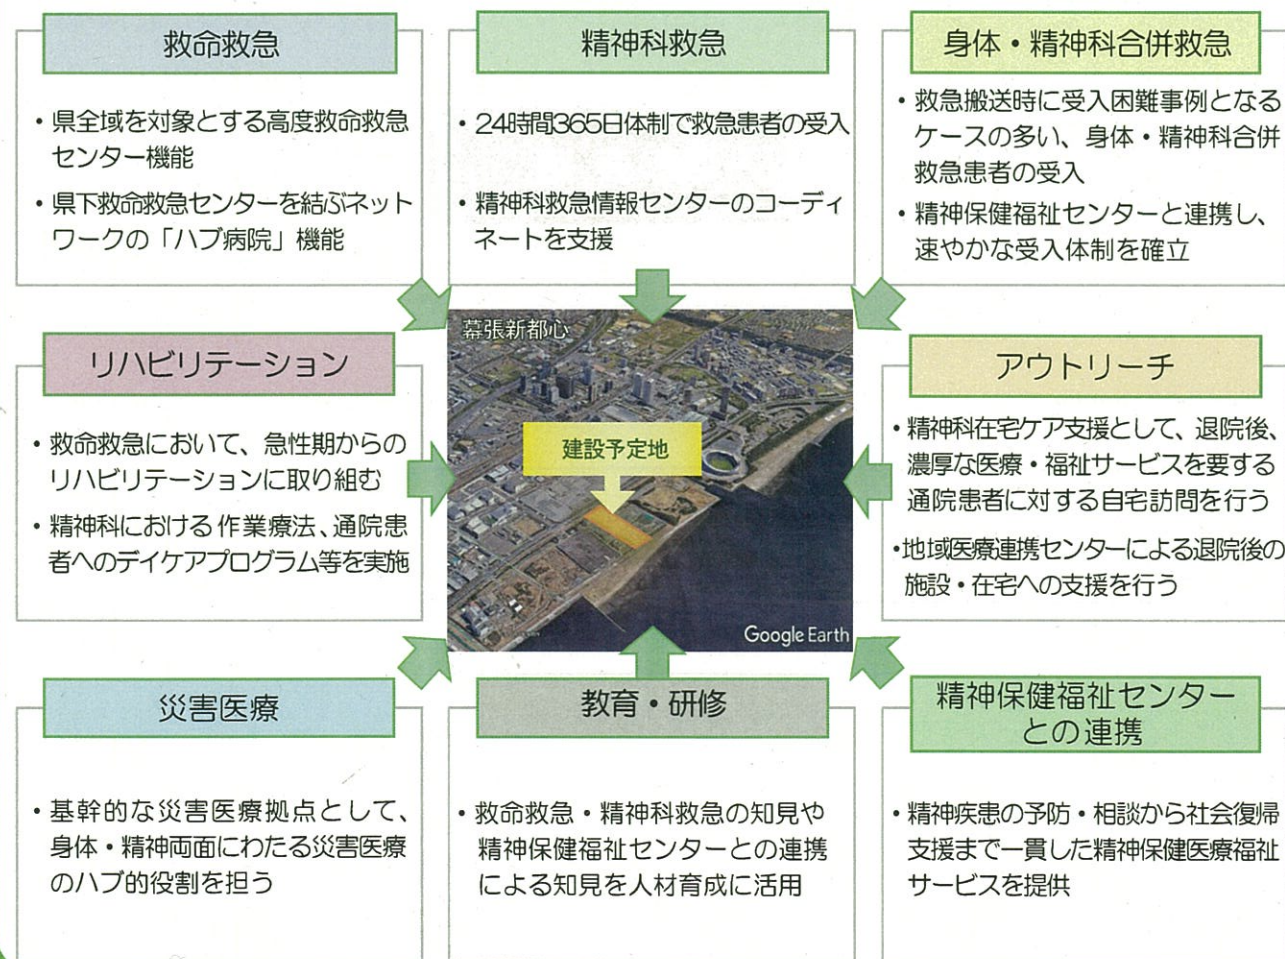 救命救急
・県全域を対象とする高度救命救急
センター機能
・県下救命救急センターを結ぶネット
ワークの「ハブ病院」機能
精神科救急
・24時間365日体制で救急患者の受入
・精神科救急情報センターのコーディ
ネートを支援
身体・精神科合併救急
・救急搬送時に受入困難事例となる
ケースの多い、身体・精神科合併
救急患者の受入
・精神保健福祉センターと連携し、
速やかな受入体制を確立
リハビリテーション
・救命救急において、急性期からの
リハビリテーションに取り組む
・精神科における作業療法、通院患
者へのデイケアプログラム等を実施
幕張新都心
建設予定地
Google Earth
アウトリーチ
・精神科在宅ケア支援として、退院後、
濃厚な医療・福祉サービスを要する
通院患者に対する自宅訪問を行う
・地域医療連携センターによる退院後の
施設・在宅への支援を行う
災害医療
・基幹的な災害医療拠点として、
身体・精神両面にわたる災害医療
のハブ的役割を担う
教育・研修
・救命救急・精神科救急の知見や
精神保健福祉センターとの連携
による知見を人材育成に活用
精神保健福祉センター
との連携
・精神疾患の予防・相談から社会復帰
支援まで一貫した精神保健医療福祉
サービスを提供